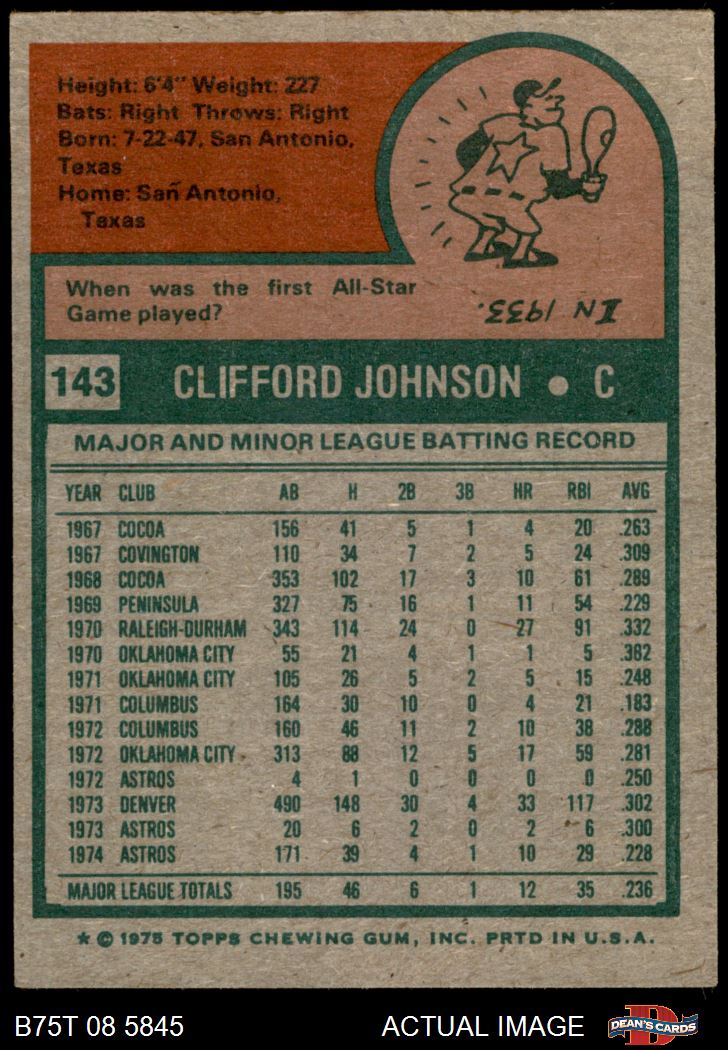 Height: 6'4" Weight: 227
Bats: Right Throws: Right
Born: 7-22-47, San Antonio,
Texas
Home: San Antonio,
Texas
When was the first All-Star
Game played?
IN 1933.
143 CLIFFORD JOHNSON • C
MAJOR AND MINOR LEAGUE BATTING RECORD
YEAR CLUB AB H 2B 3B HR RBI AVG
1967 COCOA 156 41 5 1 4 20 .263
1967 COVINGTON 110 34 7 2 5 24 .309
1968 COCOA 353 102 17 3 10 61 .289
1969 PENINSULA 327 75 16 1 11 54 .229
1970 RALEIGH-DURHAM 343 114 24 0 27 91 .332
1970 OKLAHOMA CITY 55 21 4 1 1 5 .382
1971 OKLAHOMA CITY 105 26 5 2 5 15 .248
1971 COLUMBUS 164 30 10 0 4 21 .183
1972 COLUMBUS 160 46 11 2 10 38 .288
1972 OKLAHOMA CITY 313 88 12 5 17 59 .281
1972 ASTROS 4 1 0 0 0 0 .250
1973 DENVER 490 148 30 4 33 117 .302
1973 ASTROS 20 6 2 0 2 6 .300
1974 ASTROS 171 39 4 1 10 29 .228
MAJOR LEAGUE TOTALS 195 46 6 1 12 35 .236
★ © 1975 TOPPS CHEWING GUM, INC. PRTD IN U.S.A.
B75T 08 5845 ACTUAL IMAGE D DEAN'S CARDS